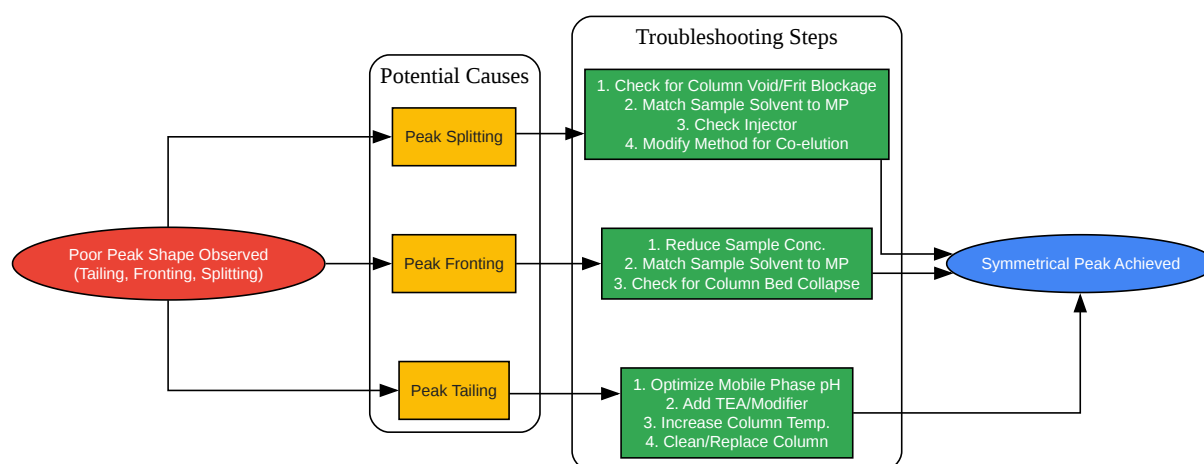 Troubleshooting Steps
Potential Causes
1. Check for Column Void/Frit Blockage
2. Match Sample Solvent to MP
3. Check Injector
4. Modify Method for Co-elution
Peak Splitting
Poor Peak Shape Observed
(Tailing, Fronting, Splitting)
Peak Fronting
1. Reduce Sample Conc.
2. Match Sample Solvent to MP
3. Check for Column Bed Collapse
Symmetrical Peak Achieved
Peak Tailing
1. Optimize Mobile Phase pH
2. Add TEA/Modifier
3. Increase Column Temp.
4. Clean/Replace Column